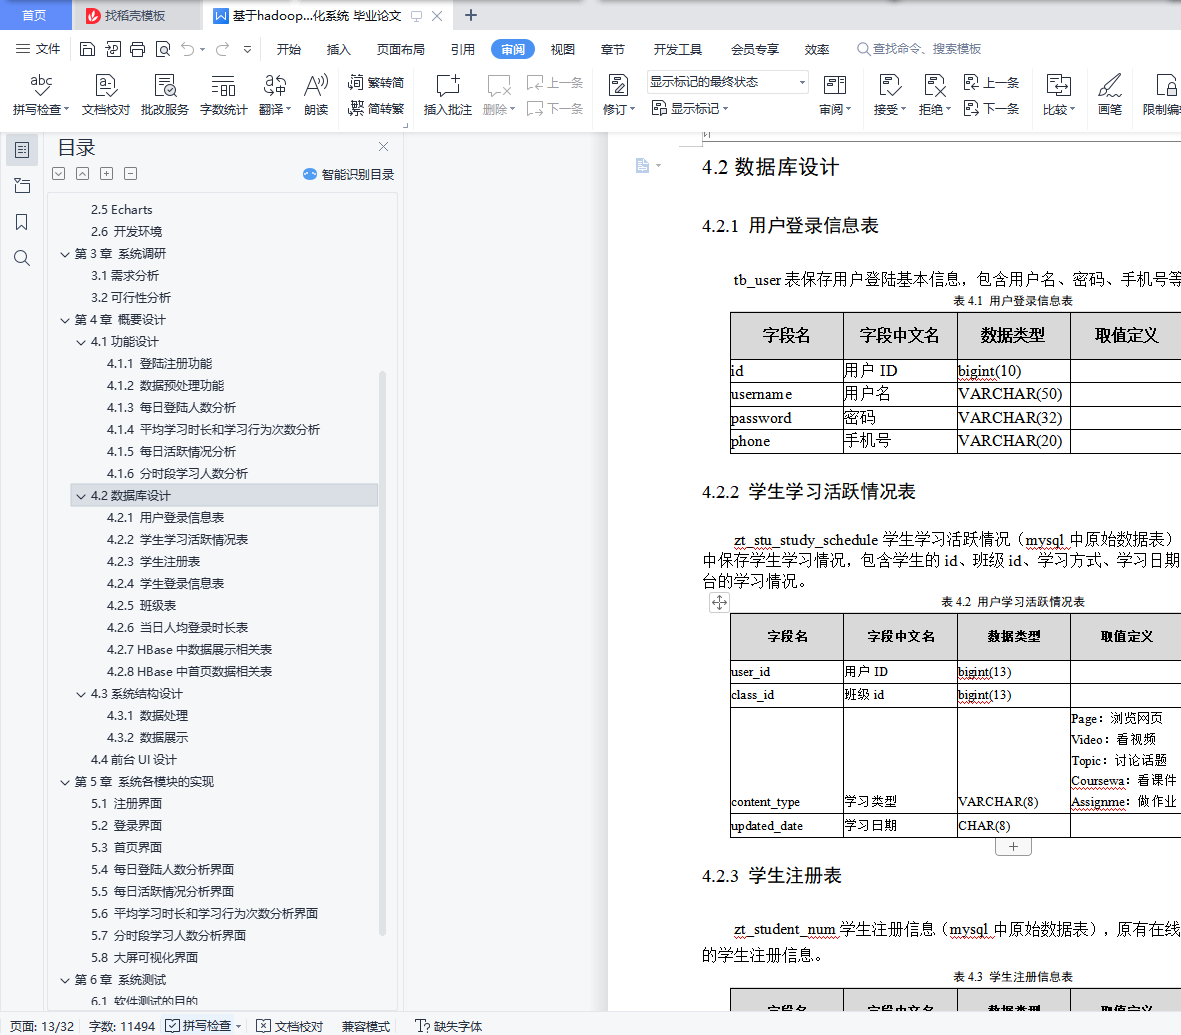 首页 找稻壳模板 基于hadoop...化系统 毕业论文
文件 开始 插入 页面布局 引用 审阅 视图 章节 开发工具 会员专享 效率 查找命令、搜索模板
拼写检查 文档校对 批改服务 字数统计 翻译 朗读 繁转简 简转繁 插入批注 删除 上一条 下一条 修订 显示标记的最终状态 显示标记 审阅 接受 拒绝 上一条 下一条 比较 画笔 限制编
目录
智能识别目录
2.5 Echarts
2.6 开发环境
第 3 章 系统调研
3.1 需求分析
3.2 可行性分析
第 4 章 概要设计
4.1 功能设计
4.1.1 登陆注册功能
4.1.2 数据预处理功能
4.1.3 每日登陆人数分析
4.1.4 平均学习时长和学习行为次数分析
4.1.5 每日活跃情况分析
4.1.6 分时段学习人数分析
4.2 数据库设计
4.2.1 用户登录信息表
4.2.2 学生学习活跃情况表
4.2.3 学生注册表
4.2.4 学生登录信息表
4.2.5 班级表
4.2.6 当日人均登录时长表
4.2.7 HBase 中数据展示相关表
4.2.8 HBase 中首页数据相关表
4.3 系统结构设计
4.3.1 数据处理
4.3.2 数据展示
4.4 前台 UI 设计
第 5 章 系统各模块的实现
5.1 注册界面
5.2 登录界面
5.3 首页界面
5.4 每日登陆人数分析界面
5.5 每日活跃情况分析界面
5.6 平均学习时长和学习行为次数分析界面
5.7 分时段学习人数分析界面
5.8 大屏可视化界面
第 6 章 系统测试
6.1 软件测试的目的
4.2 数据库设计
4.2.1 用户登录信息表
tb_user 表保存用户登陆基本信息，包含用户名、密码、手机号等
表 4.1 用户登录信息表
字段名 字段中文名 数据类型 取值定义
id 用户 ID bigint(10)
username 用户名 VARCHAR(50)
password 密码 VARCHAR(32)
phone 手机号 VARCHAR(20)
4.2.2 学生学习活跃情况表
zt_stu_study_schedule 学生学习活跃情况（mysql 中原始数据表）
中保存学生学习情况，包含学生的 id、班级 id、学习方式、学习日期
台的学习情况。
表 4.2 用户学习活跃情况表
字段名 字段中文名 数据类型 取值定义
user_id 用户 ID bigint(13)
class_id 班级 id bigint(13)
Page：浏览网页
Video：看视频
Topic：讨论话题
Coursewa：看课件
content_type 学习类型 VARCHAR(8) Assignme：做作业
updated_date 学习日期 CHAR(8)
4.2.3 学生注册表
zt_student_num 学生注册信息（mysql 中原始数据表），原有在线
的学生注册信息。
表 4.3 学生注册信息表
字段名 字段中文名 数据类型 取值定义
页面: 13/32 字数: 11494 拼写检查 文档校对 兼容模式 缺失字体